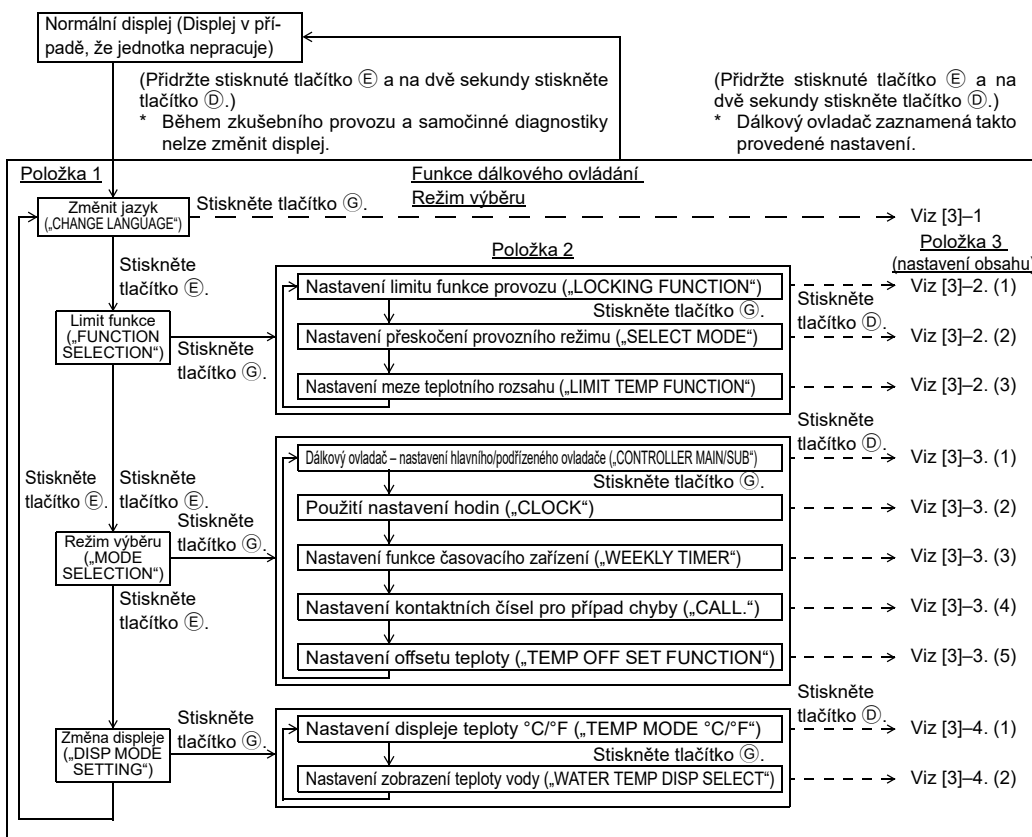 Normální displej (Displej v pří-
padě, že jednotka nepracuje)
(Přidržte stisknuté tlačítko Ⓔ a na dvě sekundy stiskněte
tlačítko Ⓓ.)
* Během zkušebního provozu a samočinné diagnostiky
nelze změnit displej.
(Přidržte stisknuté tlačítko Ⓔ a na
dvě sekundy stiskněte tlačítko Ⓓ.)
* Dálkový ovladač zaznamená takto
provedené nastavení.
Položka 1
Funkce dálkového ovládání
Režim výběru
Změnit jazyk
(„CHANGE LANGUAGE“)
Stiskněte tlačítko Ⓖ.
Viz [3]–1
Položka 2
Položka 3
(nastavení obsahu)
Stiskněte
tlačítko Ⓔ.
Limit funkce
(„FUNCTION
SELECTION“)
Stiskněte
tlačítko Ⓖ.
Nastavení limitu funkce provozu („LOCKING FUNCTION“)
Stiskněte tlačítko Ⓖ.
Stiskněte
tlačítko Ⓓ.
Viz [3]–2. (1)
Nastavení přeskočení provozního režimu („SELECT MODE“)
Viz [3]–2. (2)
Nastavení meze teplotního rozsahu („LIMIT TEMP FUNCTION“)
Viz [3]–2. (3)
Stiskněte
tlačítko Ⓔ.
Stiskněte
tlačítko Ⓔ.
Režim výběru
(„MODE
SELECTION“)
Stiskněte
tlačítko Ⓖ.
Stiskněte
tlačítko Ⓓ.
Dálkový ovladač – nastavení hlavního/podřízeného ovladače („CONTROLLER MAIN/SUB“)
Stiskněte tlačítko Ⓖ.
Viz [3]–3. (1)
Použití nastavení hodin („CLOCK“)
Viz [3]–3. (2)
Nastavení funkce časovacího zařízení („WEEKLY TIMER“)
Viz [3]–3. (3)
Nastavení kontaktních čísel pro případ chyby („CALL.“)
Viz [3]–3. (4)
Nastavení offsetu teploty („TEMP OFF SET FUNCTION“)
Viz [3]–3. (5)
Stiskněte
tlačítko Ⓔ.
Změna displeje
(„DISP MODE
SETTING“)
Stiskněte
tlačítko Ⓖ.
Stiskněte
tlačítko Ⓓ.
Nastavení displeje teploty °C/°F („TEMP MODE °C/°F“)
Stiskněte tlačítko Ⓖ.
Viz [3]–4. (1)
Nastavení zobrazení teploty vody („WATER TEMP DISP SELECT“)
Viz [3]–4. (2)